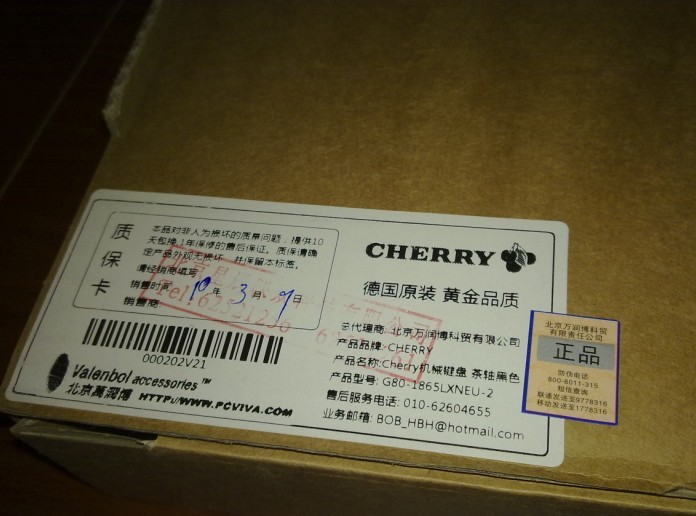 质保卡
本品对非人为损坏的质量问题，提供10
天包换,1年保修的售后保证。质保请确
定产品外观无损坏，并保留本标签。
请经销商填写
销售时间: 10 年 3 月 9 日
销售商:
000202V21
Valenbol accessories™
北京萬润博 HTTP://WWW.PCVIVA.COM
CHERRY
德国原装 黄金品质
总代理商: 北京万润博科贸有限公司
产品品牌: CHERRY
产品名称: Cherry机械键盘 茶轴黑色
产品型号: G80-1865LXNEU-2
售后服务电话: 010-62604655
业务邮箱: BOB_HBH@hotmail.com
北京万润博科贸
有限责任公司
正品
防伪电话
800-6011-315
短信查询
联通发送至9778316
移动发送至1778316